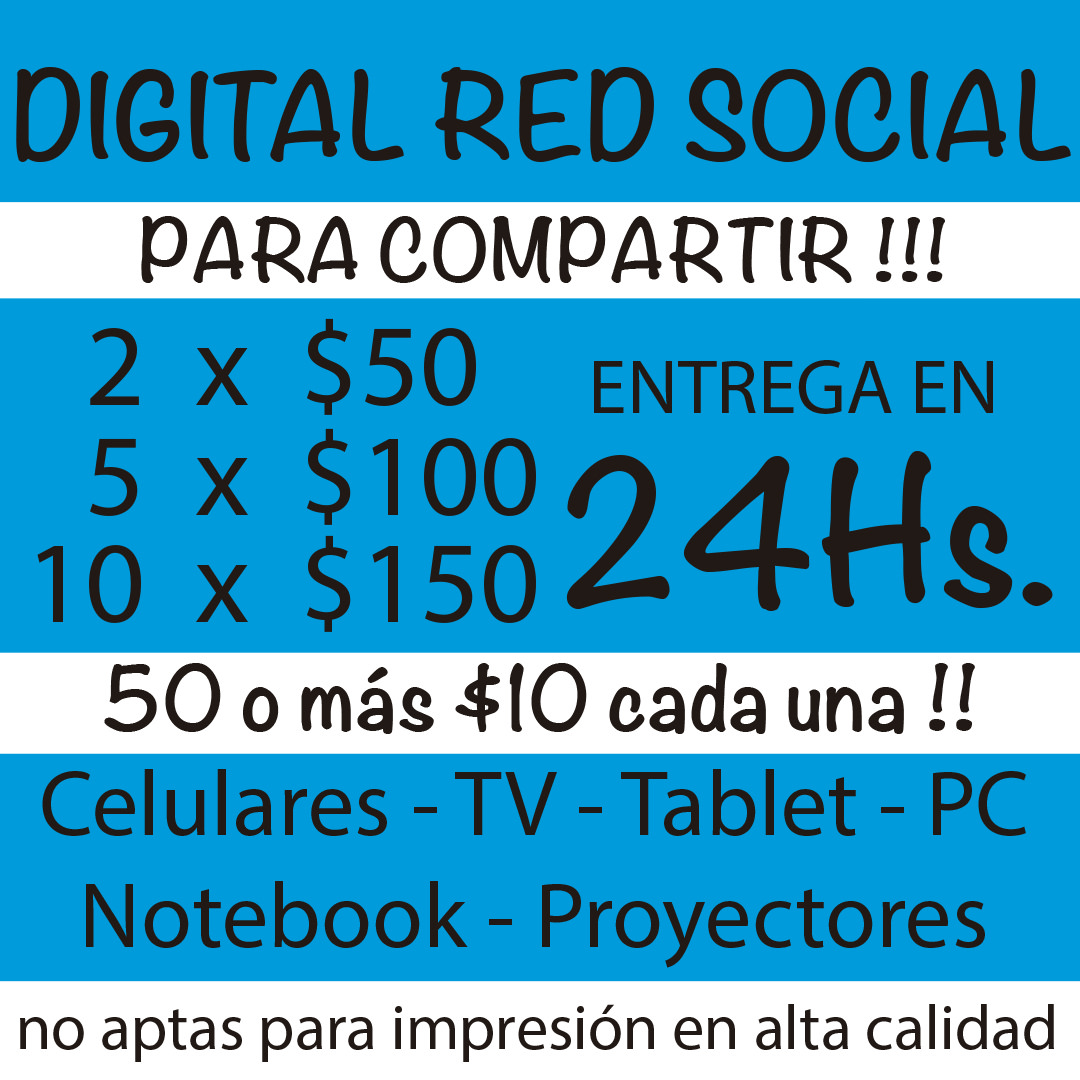 DIGITAL RED SOCIAL
PARA COMPARTIR !!!
2 x $50
5 x $100
10 x $150
ENTREGA EN
24Hs.
50 o más $10 cada una !!
Celulares - TV - Tablet - PC
Notebook - Proyectores
no aptas para impresión en alta calidad